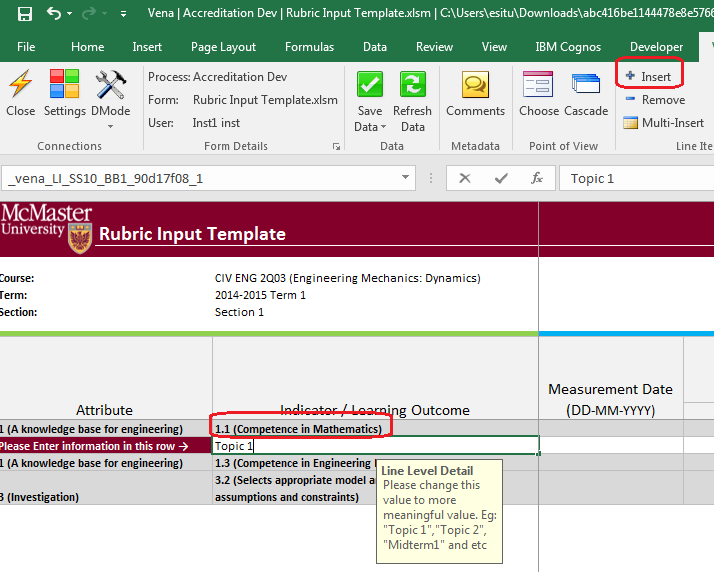 Vena | Accreditation Dev | Rubric Input Template.xlsm | C:\Users\esitu\Downloads\abc416be1144478e8e5766
File Home Insert Page Layout Formulas Data Review View IBM Cognos Developer
Close Settings DMode
Connections
Process: Accreditation Dev
Form: Rubric Input Template.xlsm
User: Inst1 inst
Form Details
Save Data
Refresh Data
Data
Comments
Metadata
Choose Cascade
Point of View
Insert
Remove
Multi-Insert
Line Ite
_vena_LI_SS10_BB1_90d17f08_1
fx
Topic 1
McMaster
University
Rubric Input Template
Course: CIV ENG 2Q03 (Engineering Mechanics: Dynamics)
Term: 2014-2015 Term 1
Section: Section 1
Attribute
Indicator / Learning Outcome
Measurement Date
(DD-MM-YYYY)
1 (A knowledge base for engineering) 1.1 (Competence in Mathematics)
Please Enter information in this row → Topic 1
1 (A knowledge base for engineering) 1.3 (Competence in Engineering
3 (Investigation)
3.2 (Selects appropriate model
assumptions and constraints)
Line Level Detail
Please change this
value to more
meaningful value. Eg:
"Topic 1","Topic 2",
"Midterm1" and etc